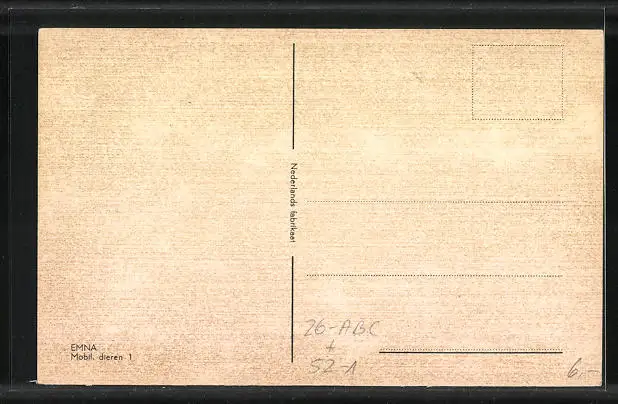 Nederlands fabrikaat
EMNA
Mobil. dieren 1
26-ABC
+
52-1
6,-